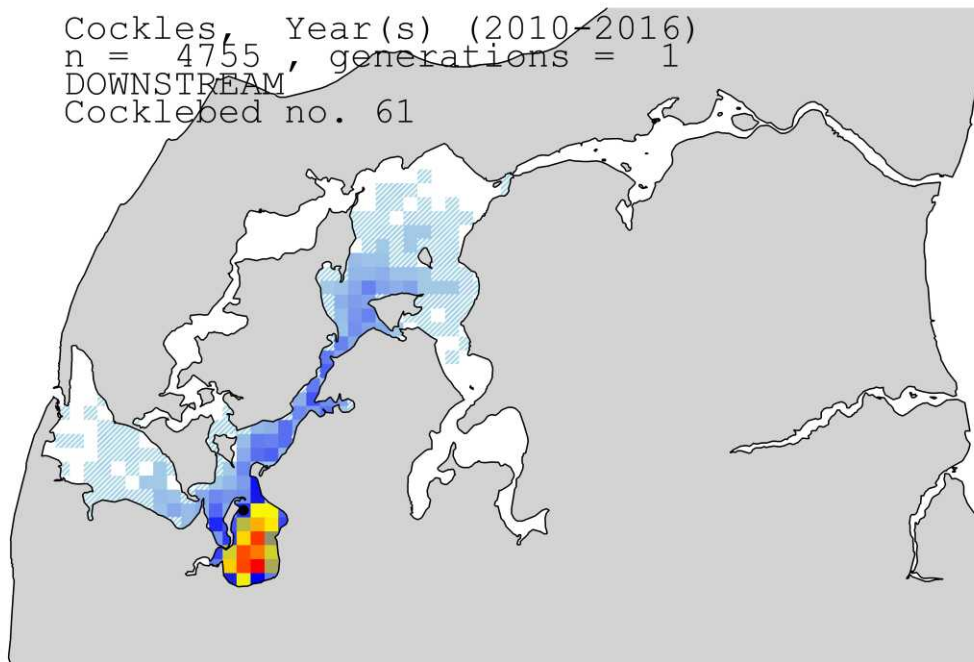 Cockles, Year(s) (2010-2016)
n = 4755 , generations = 1
DOWNSTREAM
Cocklebed no. 61